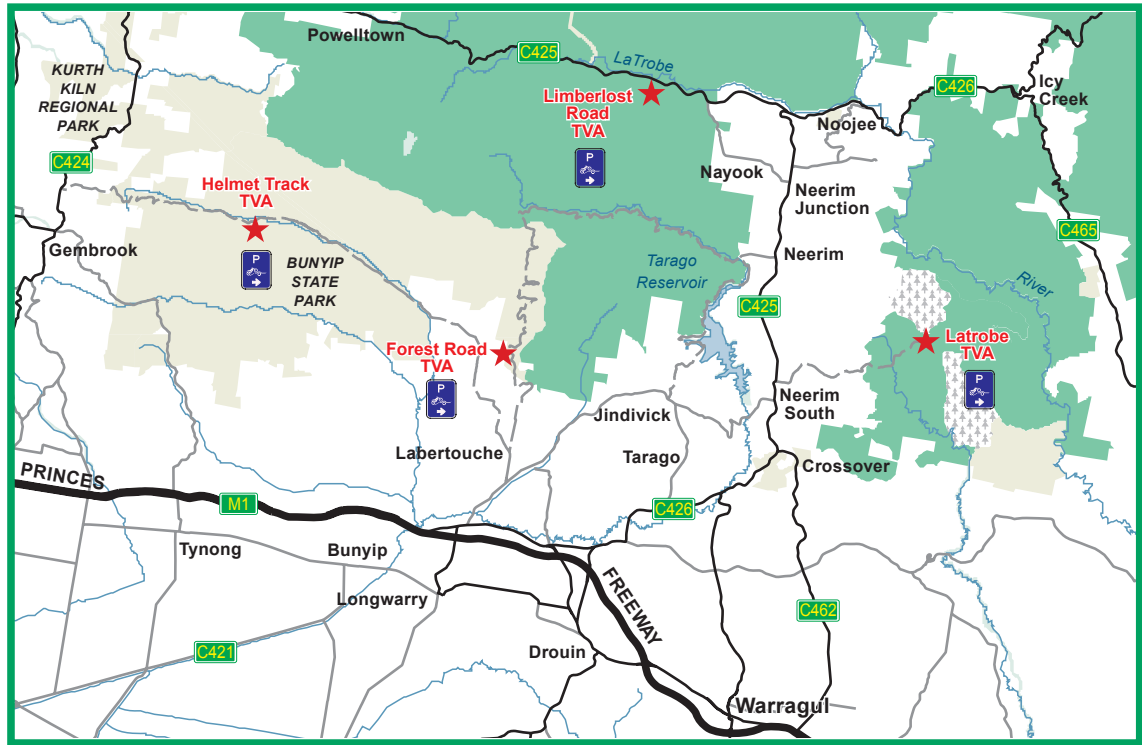 Powelltown
C425
LaTrobe
C426
Icy
Creek
KURTH
KILN
REGIONAL
PARK
Limberlost
Road
TVA
P
Noojee
C424
Nayook
Helmet Track
TVA
Neerim
Junction
C465
Gembrook
P
BUNYIP
STATE
PARK
Tarago
Reservoir
Neerim
River
C425
Forest Road
TVA
P
Latrobe
TVA
P
Neerim
South
Jindivick
Labertouche
Tarago
Crossover
PRINCES
M1
C426
Tynong
Bunyip
FREEWAY
Longwarry
C462
C421
Drouin
Warragul